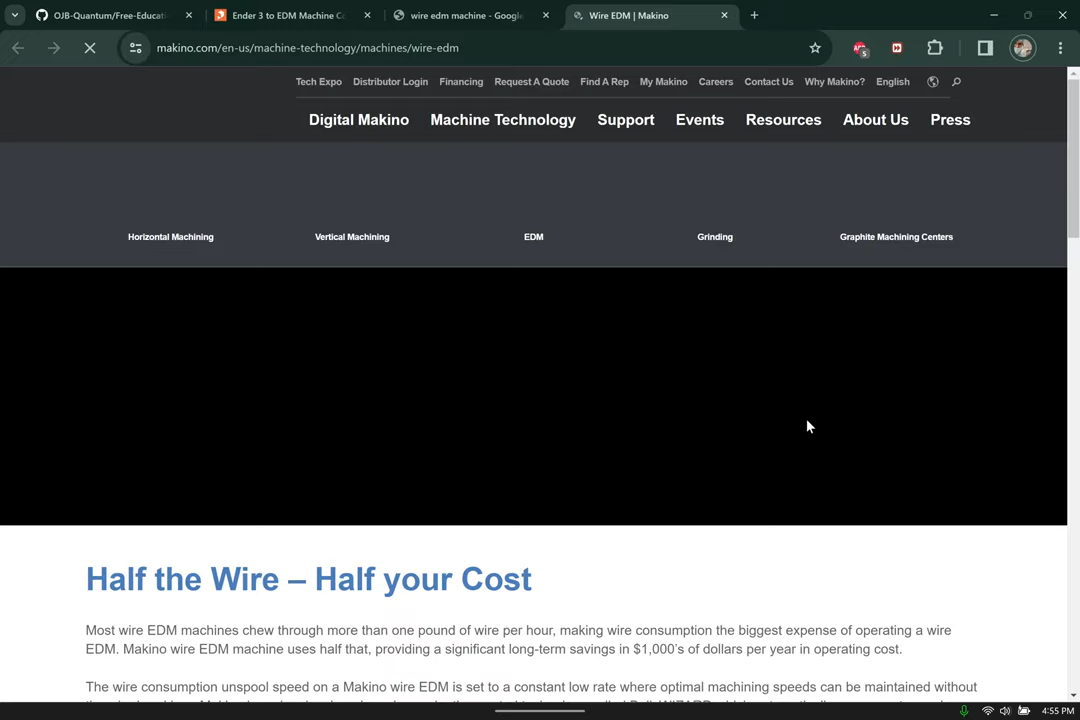 OJB-Quantum/Free-Educati
Ender 3 to EDM Machine Co
wire edm machine - Google
Wire EDM | Makino
makino.com/en-us/machine-technology/machines/wire-edm
5
Tech Expo Distributor Login Financing Request A Quote Find A Rep My Makino Careers Contact Us Why Makino? English
Digital Makino Machine Technology Support Events Resources About Us Press
Horizontal Machining Vertical Machining EDM Grinding Graphite Machining Centers
Half the Wire – Half your Cost
Most wire EDM machines chew through more than one pound of wire per hour, making wire consumption the biggest expense of operating a wire
EDM. Makino wire EDM machine uses half that, providing a significant long-term savings in $1,000's of dollars per year in operating cost.
The wire consumption unspool speed on a Makino wire EDM is set to a constant low rate where optimal machining speeds can be maintained without
4:55 PM